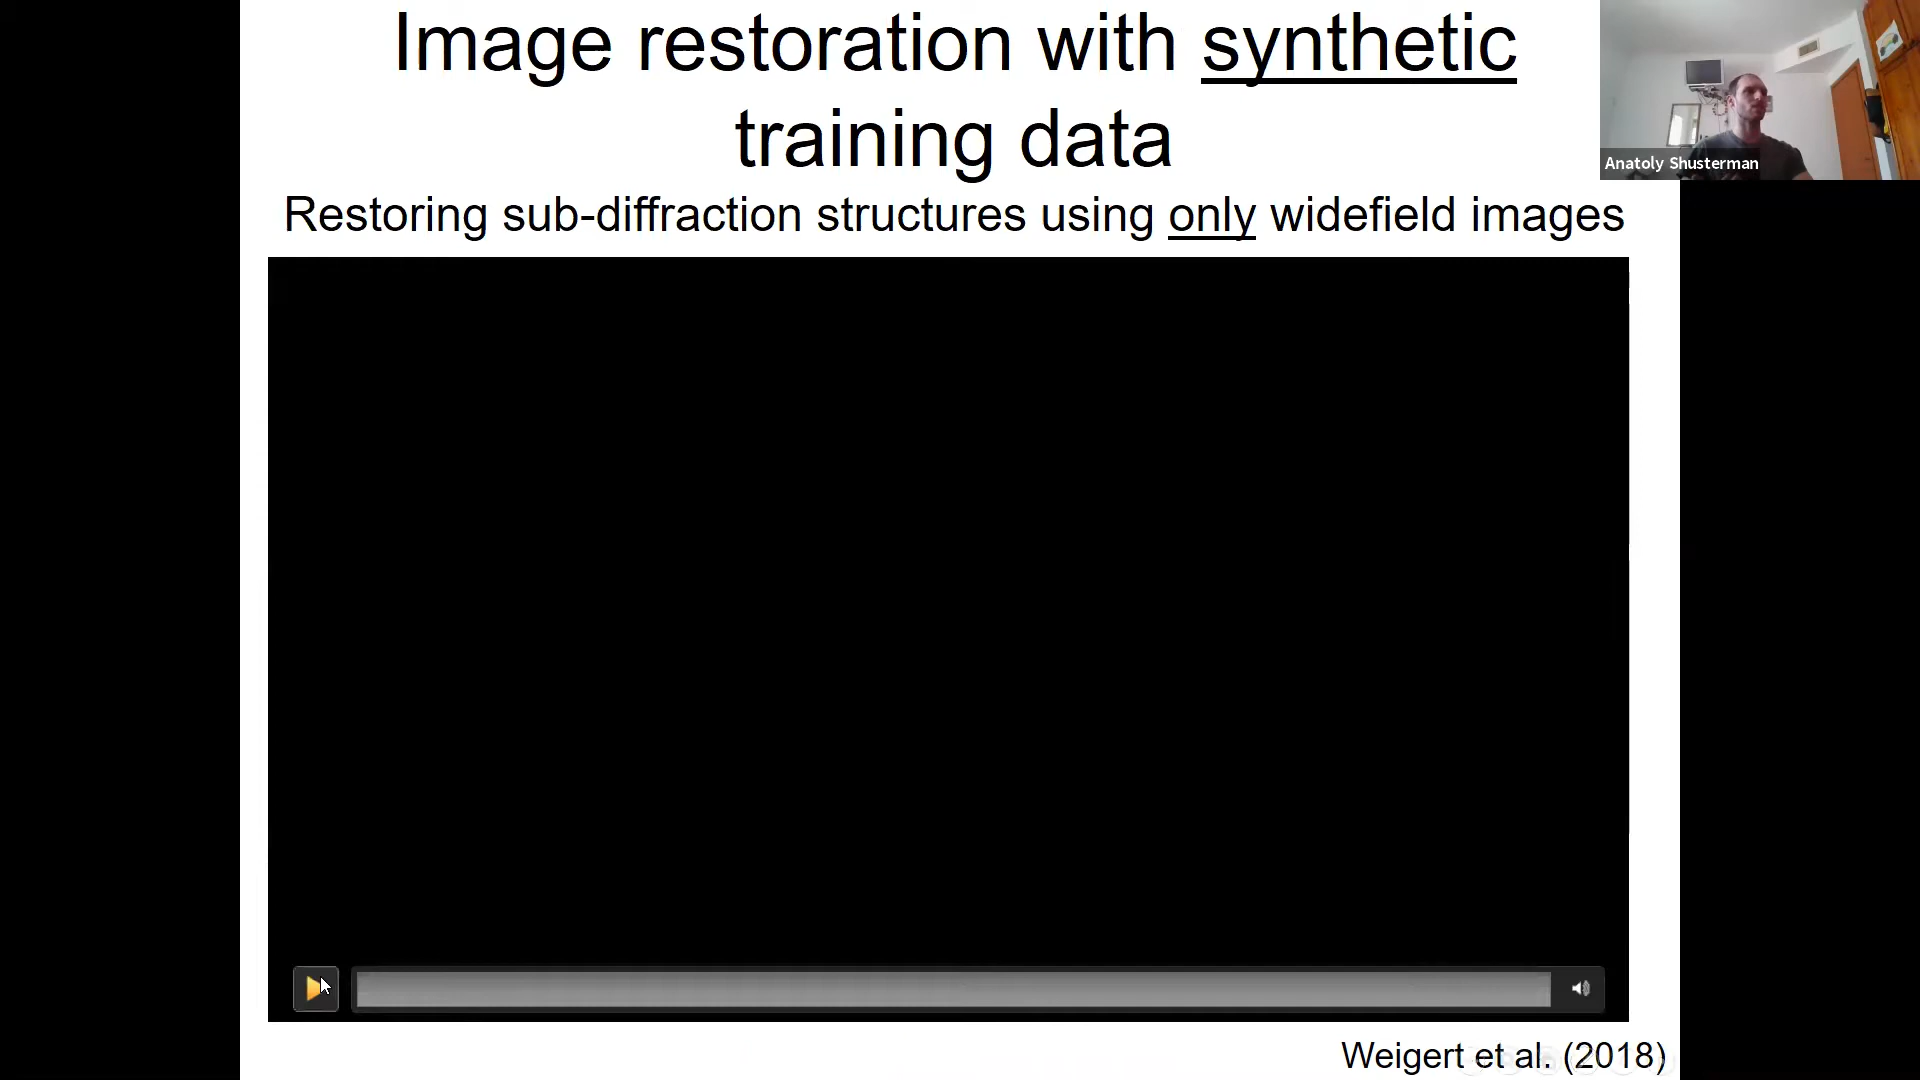 Image restoration with synthetic
training data
Anatoly Shusterman
Restoring sub-diffraction structures using only widefield images
Weigert et al. (2018)